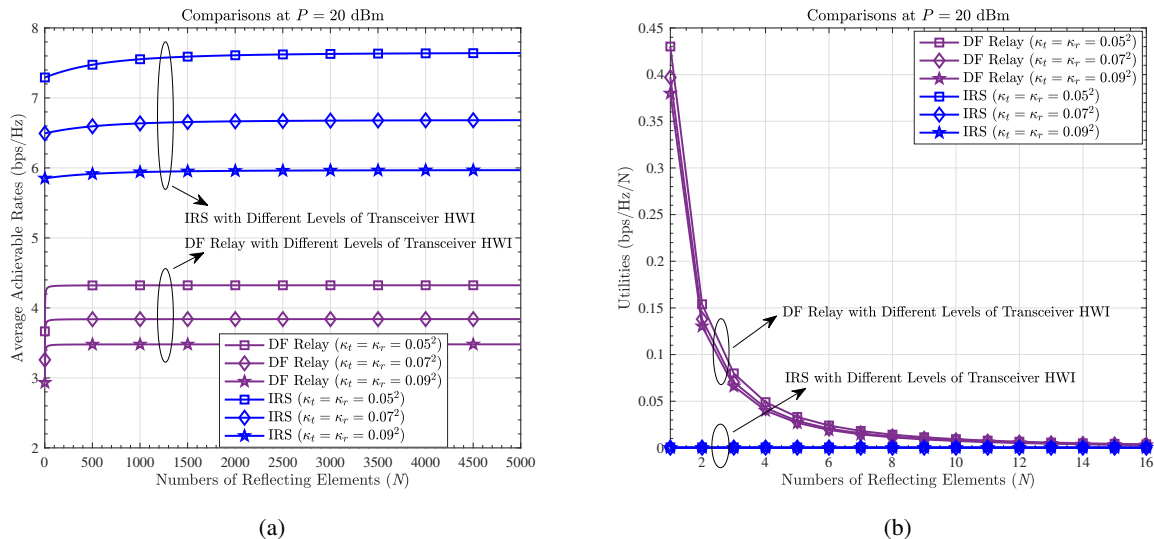 Comparisons at P = 20 dBm
8
7
6
5
4
3
2
Average Achievable Rates (bps/Hz)
IRS with Different Levels of Transceiver HWI
DF Relay with Different Levels of Transceiver HWI
DF Relay (κt = κr = 0.05²)
DF Relay (κt = κr = 0.07²)
DF Relay (κt = κr = 0.09²)
IRS (κt = κr = 0.05²)
IRS (κt = κr = 0.07²)
IRS (κt = κr = 0.09²)
0 500 1000 1500 2000 2500 3000 3500 4000 4500 5000
Numbers of Reflecting Elements (N)
(a)
Comparisons at P = 20 dBm
0.45
0.4
0.35
0.3
0.25
0.2
0.15
0.1
0.05
0
Utilities (bps/Hz/N)
DF Relay (κt = κr = 0.05²)
DF Relay (κt = κr = 0.07²)
DF Relay (κt = κr = 0.09²)
IRS (κt = κr = 0.05²)
IRS (κt = κr = 0.07²)
IRS (κt = κr = 0.09²)
DF Relay with Different Levels of Transceiver HWI
IRS with Different Levels of Transceiver HWI
2 4 6 8 10 12 14 16
Numbers of Reflecting Elements (N)
(b)